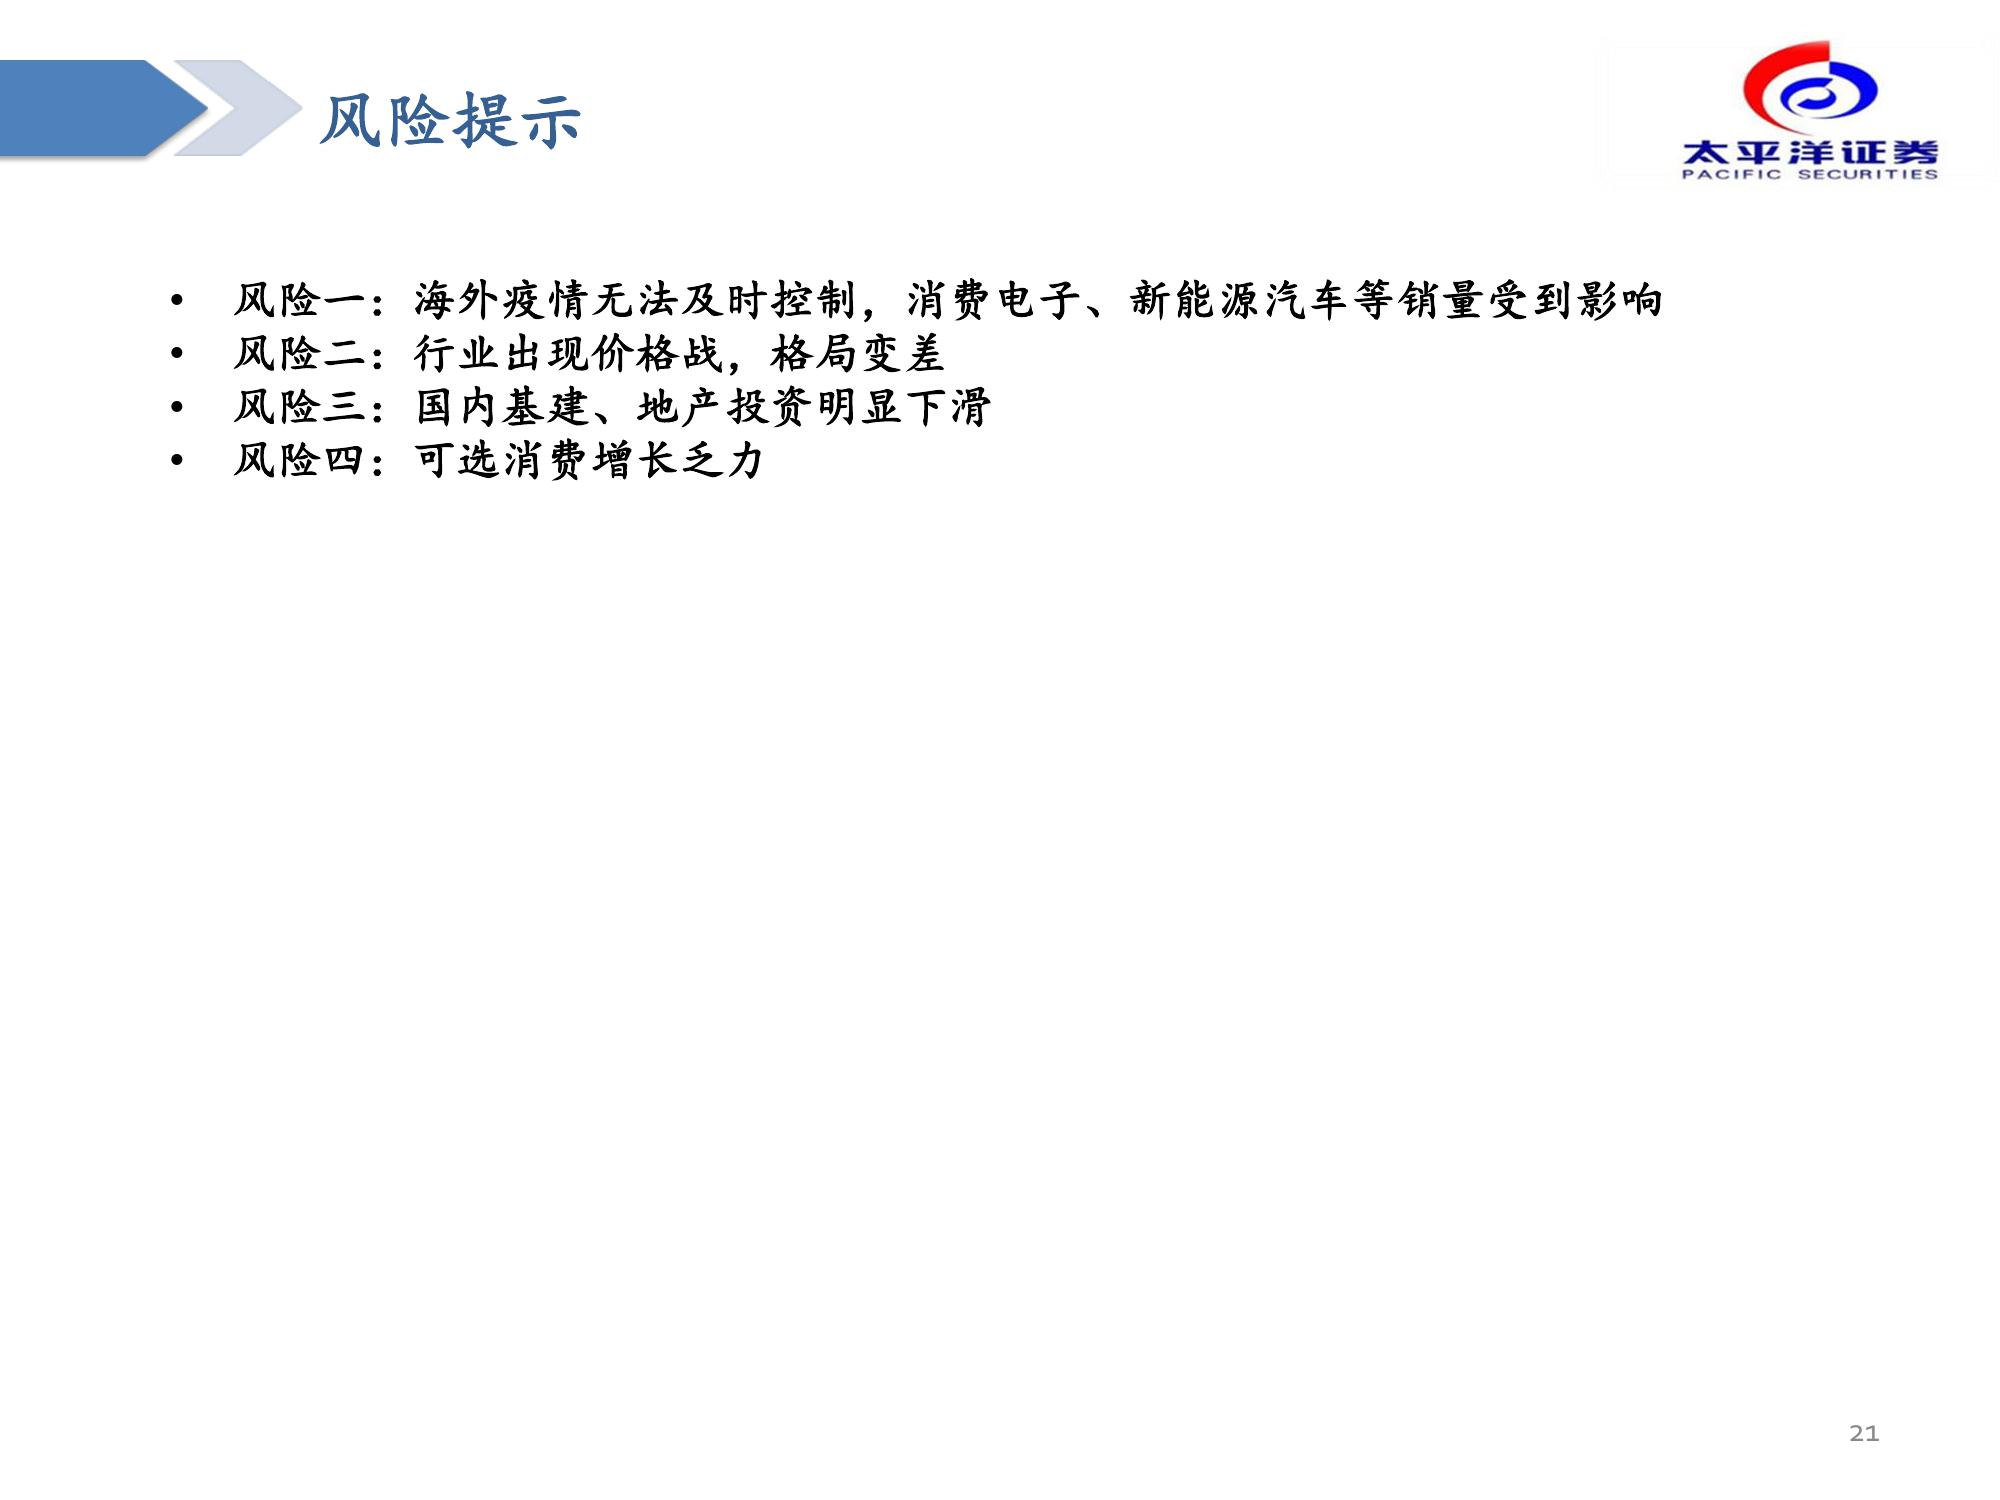 风险提示
太平洋证券
PACIFIC SECURITIES
• 风险一：海外疫情无法及时控制，消费电子、新能源汽车等销量受到影响
• 风险二：行业出现价格战，格局变差
• 风险三：国内基建、地产投资明显下滑
• 风险四：可选消费增长乏力
21